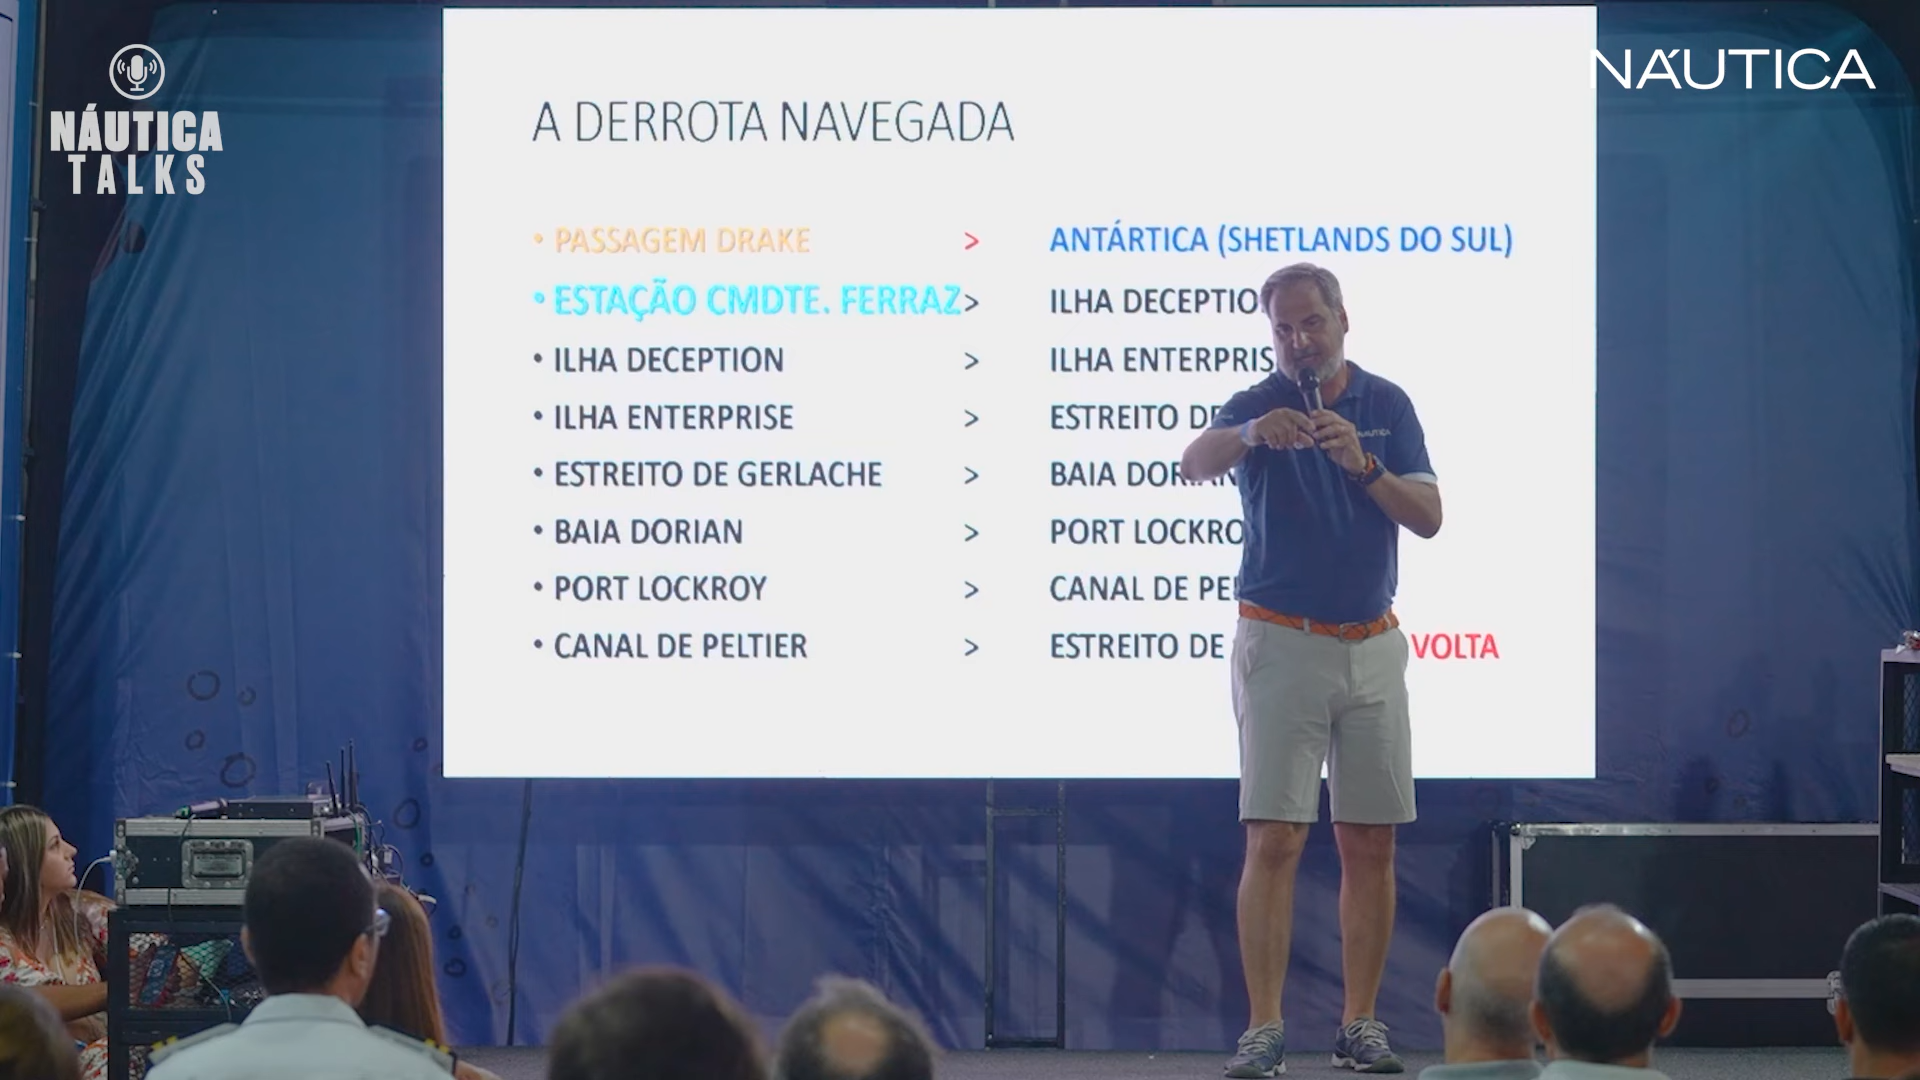 NÁUTICA
TALKS
NÁUTICA
A DERROTA NAVEGADA
• PASSAGEM DRAKE > ANTÁRTICA (SHETLANDS DO SUL)
• ESTAÇÃO CMDTE. FERRAZ > ILHA DECEPTIO
• ILHA DECEPTION > ILHA ENTERPRIS
• ILHA ENTERPRISE > ESTREITO DE
• ESTREITO DE GERLACHE > BAIA DORIAN
• BAIA DORIAN > PORT LOCKRO
• PORT LOCKROY > CANAL DE PE
• CANAL DE PELTIER > ESTREITO DE VOLTA
NÁUTICA